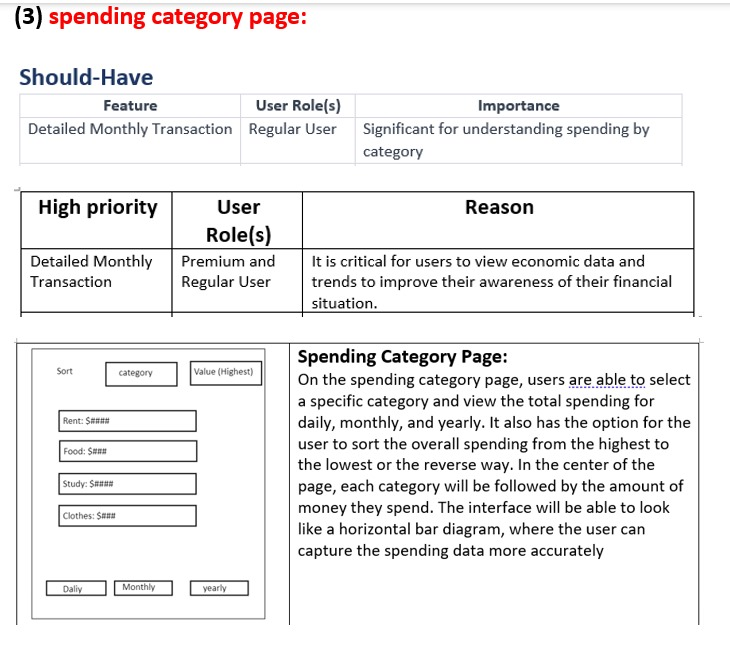 (3) spending category page:
Should-Have
Feature User Role(s) Importance
Detailed Monthly Transaction Regular User Significant for understanding spending by
category
High priority User
Role(s) Reason
Detailed Monthly Premium and It is critical for users to view economic data and
Transaction Regular User trends to improve their awareness of their financial
situation.
Sort category Value (Highest)
Rent: $####
Food: $###
Study: $####
Clothes: $###
Daliy Monthly yearly
Spending Category Page:
On the spending category page, users are able to select
a specific category and view the total spending for
daily, monthly, and yearly. It also has the option for the
user to sort the overall spending from the highest to
the lowest or the reverse way. In the center of the
page, each category will be followed by the amount of
money they spend. The interface will be able to look
like a horizontal bar diagram, where the user can
capture the spending data more accurately